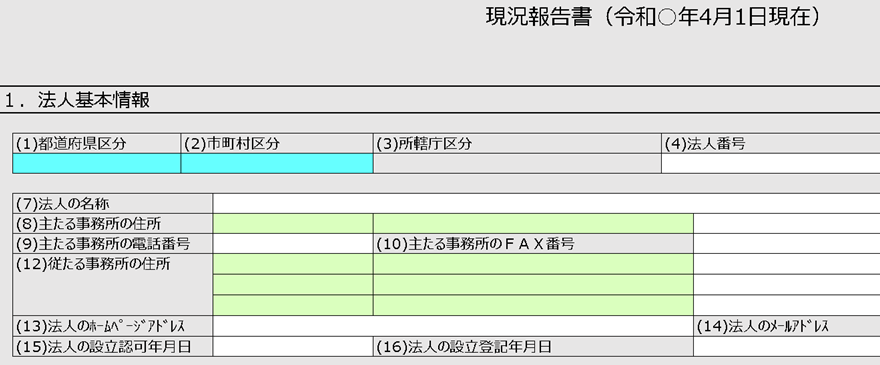 現況報告書（令和○年4月1日現在）
１．法人基本情報
(1)都道府県区分 (2)市町村区分 (3)所轄庁区分 (4)法人番号
(7)法人の名称
(8)主たる事務所の住所
(9)主たる事務所の電話番号 (10)主たる事務所のＦＡＸ番号
(12)従たる事務所の住所
(13)法人のﾎｰﾑﾍﾟｰｼﾞｱﾄﾞﾚｽ (14)法人のﾒｰﾙｱﾄﾞﾚｽ
(15)法人の設立認可年月日 (16)法人の設立登記年月日